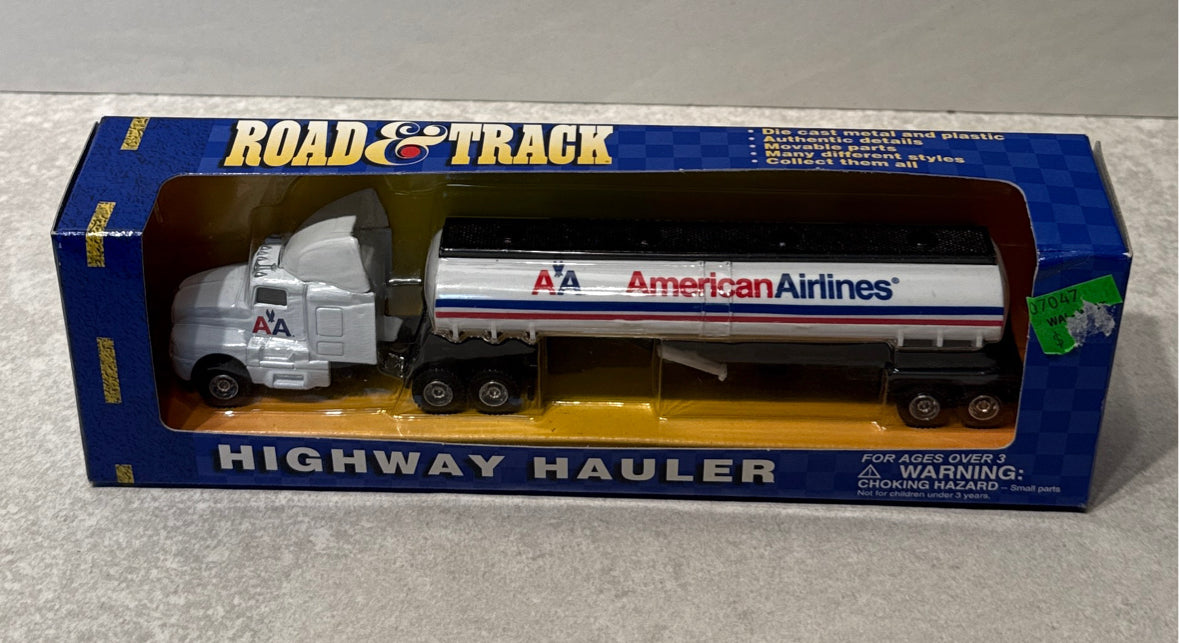 ROAD & TRACK
• Die cast metal and plastic
• Authentic details
• Movable parts
• Many different styles
• Collect them all
AA
AA AmericanAirlines®
07047
WAL
$
HIGHWAY HAULER
FOR AGES OVER 3
⚠ WARNING:
CHOKING HAZARD – Small parts
Not for children under 3 years.